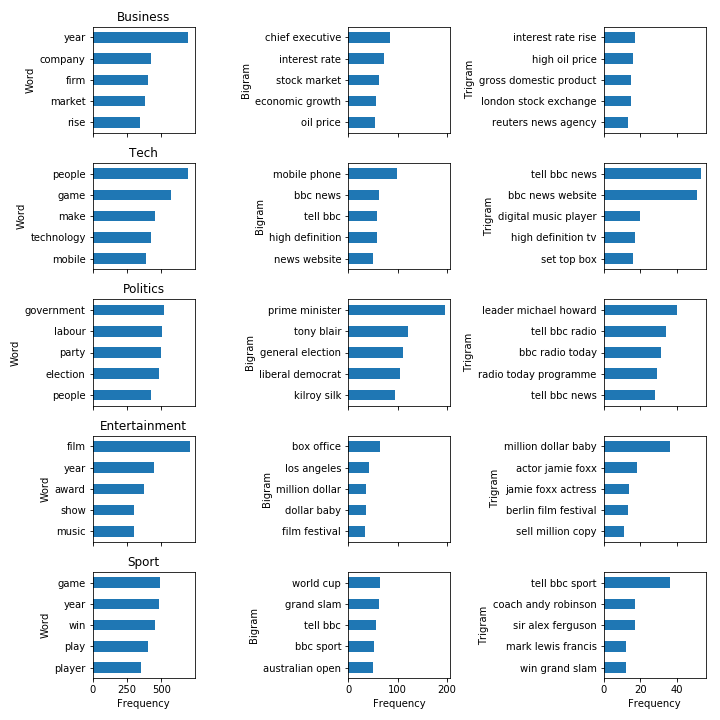 Business
Word
year
company
firm
market
rise
Bigram
chief executive
interest rate
stock market
economic growth
oil price
Trigram
interest rate rise
high oil price
gross domestic product
london stock exchange
reuters news agency
Tech
Word
people
game
make
technology
mobile
Bigram
mobile phone
bbc news
tell bbc
high definition
news website
Trigram
tell bbc news
bbc news website
digital music player
high definition tv
set top box
Politics
Word
government
labour
party
election
people
Bigram
prime minister
tony blair
general election
liberal democrat
kilroy silk
Trigram
leader michael howard
tell bbc radio
bbc radio today
radio today programme
tell bbc news
Entertainment
Word
film
year
award
show
music
Bigram
box office
los angeles
million dollar
dollar baby
film festival
Trigram
million dollar baby
actor jamie foxx
jamie foxx actress
berlin film festival
sell million copy
Sport
Word
game
year
win
play
player
0 250 500
Frequency
Bigram
world cup
grand slam
tell bbc
bbc sport
australian open
0 100 200
Frequency
Trigram
tell bbc sport
coach andy robinson
sir alex ferguson
mark lewis francis
win grand slam
0 20 40
Frequency